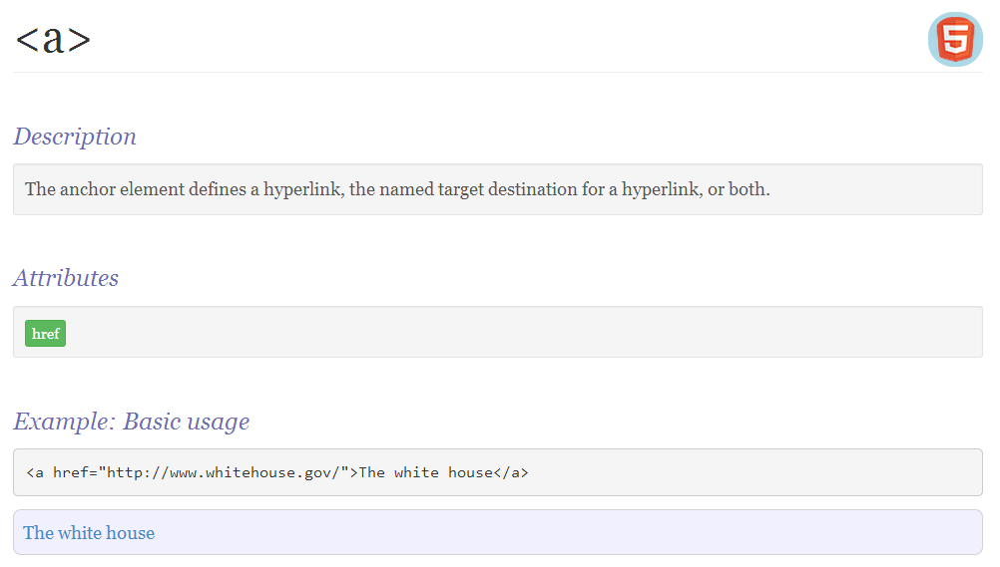 <a>
5
Description
The anchor element defines a hyperlink, the named target destination for a hyperlink, or both.
Attributes
href
Example: Basic usage
<a href="http://www.whitehouse.gov/">The white house</a>
The white house